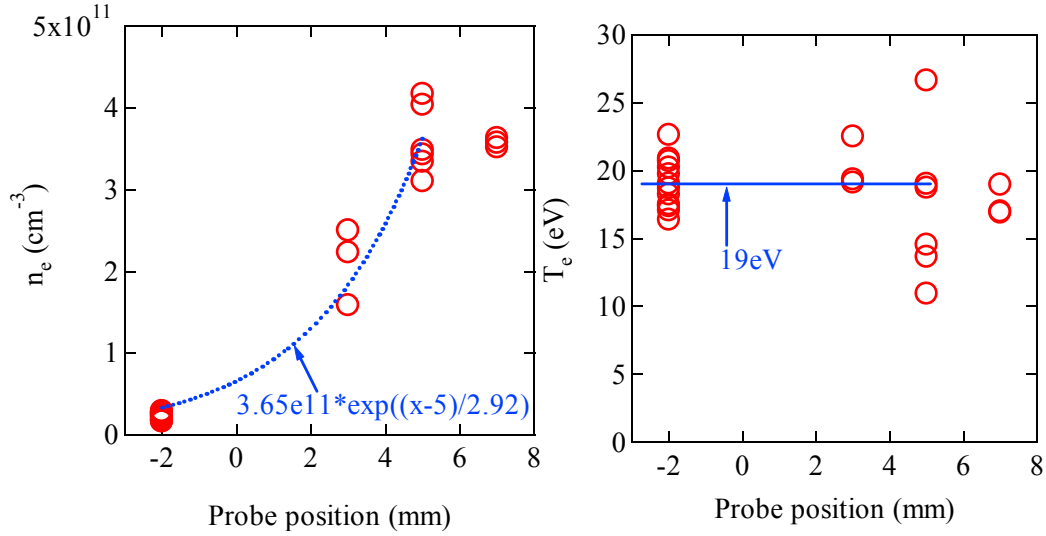 5x10^11
4
3
2
1
0
n_e (cm^-3)
-2 0 2 4 6 8
Probe position (mm)
3.65e11*exp((x-5)/2.92)
30
25
20
15
10
5
0
T_e (eV)
-2 0 2 4 6 8
Probe position (mm)
19eV